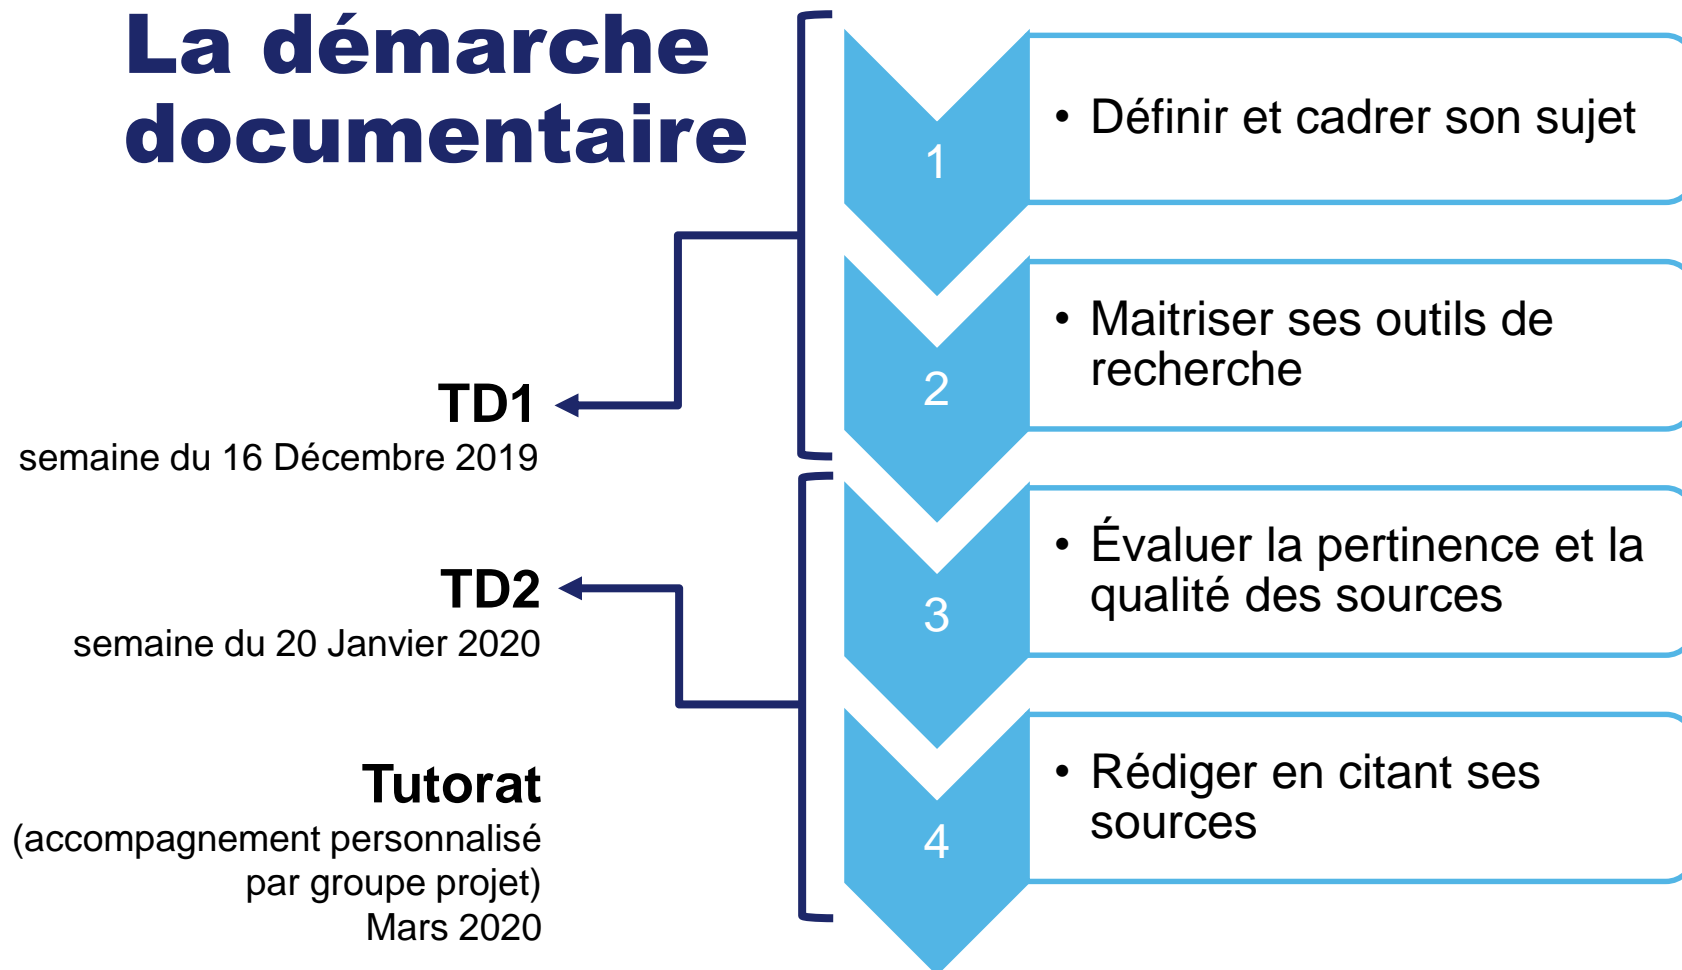 La démarche
documentaire
1
• Définir et cadrer son sujet
2
• Maitriser ses outils de
recherche
TD1
semaine du 16 Décembre 2019
3
• Évaluer la pertinence et la
qualité des sources
TD2
semaine du 20 Janvier 2020
4
• Rédiger en citant ses
sources
Tutorat
(accompagnement personnalisé
par groupe projet)
Mars 2020